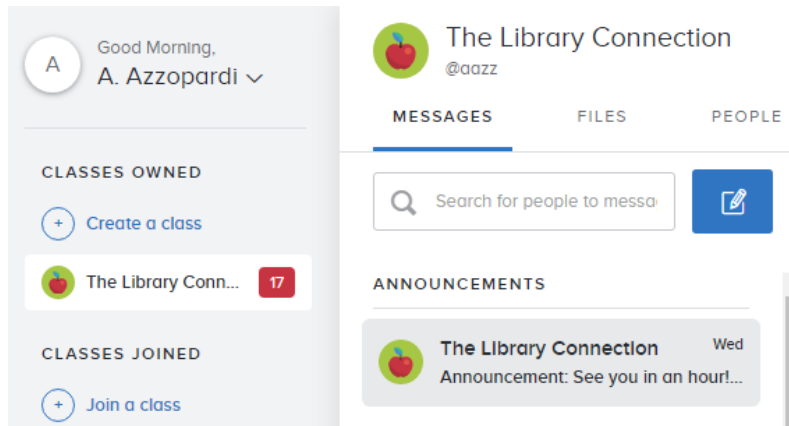 A
Good Morning,
A. Azzopardi
CLASSES OWNED
+ Create a class
The Library Conn... 17
CLASSES JOINED
+ Join a class
The Library Connection
@aazz
MESSAGES FILES PEOPLE
Search for people to messa
ANNOUNCEMENTS
The Library Connection Wed
Announcement: See you in an hour!...